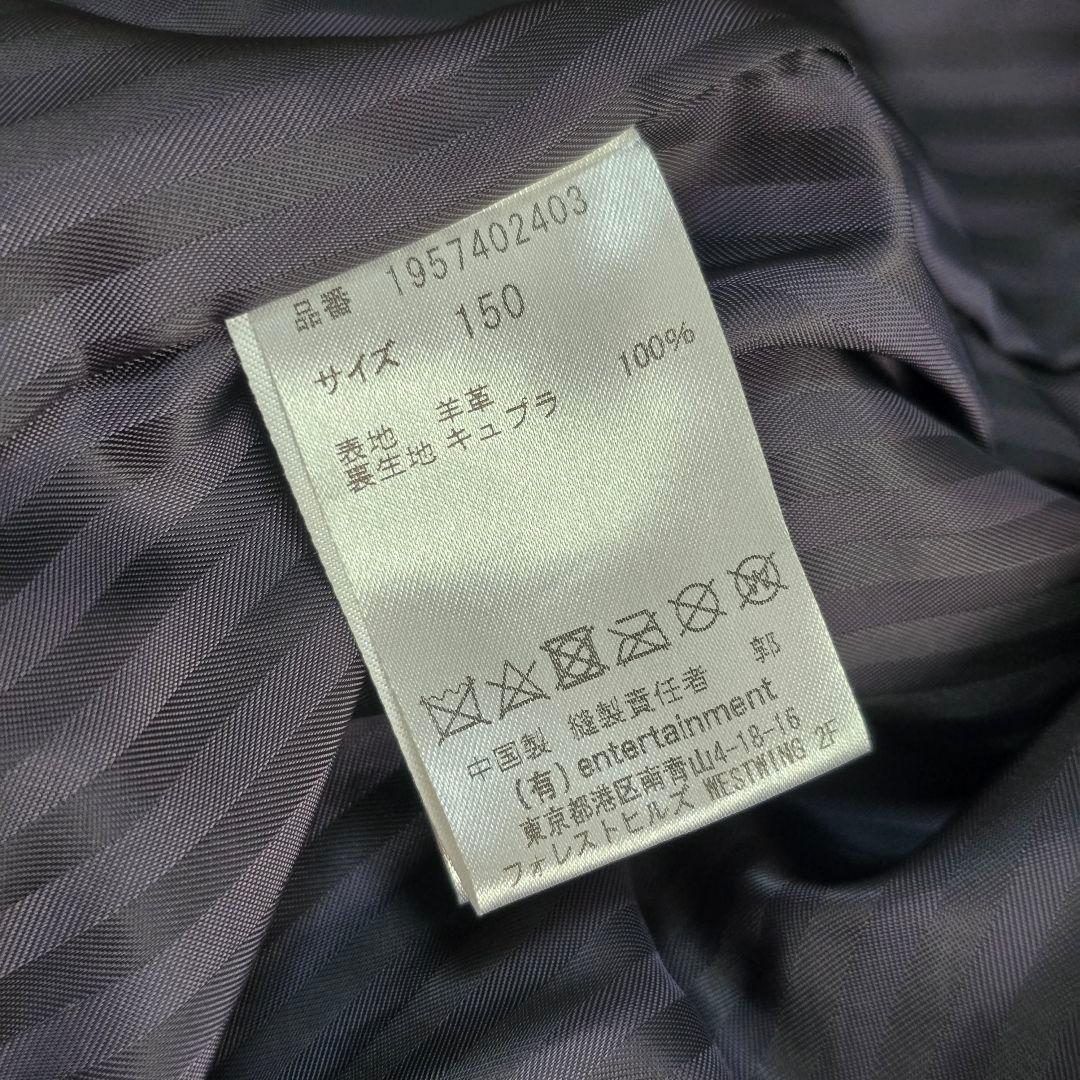 品番 1957402403
サイズ 150
表地 羊革
裏生地 キュプラ 100%
中国製 縫製責任者 郭
(有) entertainment
東京都港区南青山4-18-16
フォレストヒルズ WESTWING 2F